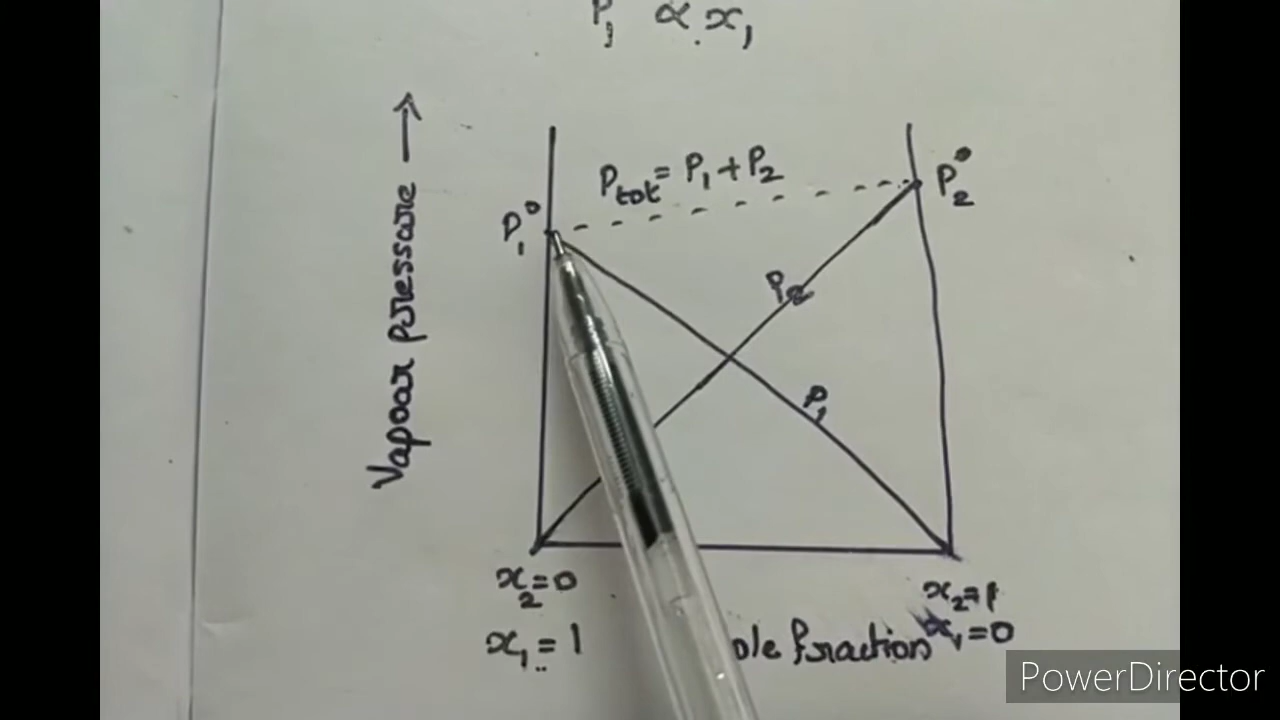 P₁ ∝ x₁
Vapour pressure →
Ptot = P₁ + P₂
P₁°
P₂°
P₂
P₁
x₂ = 0
x₂ = 1
x₁ = 1
ole fraction
x₁ = 0
PowerDirector